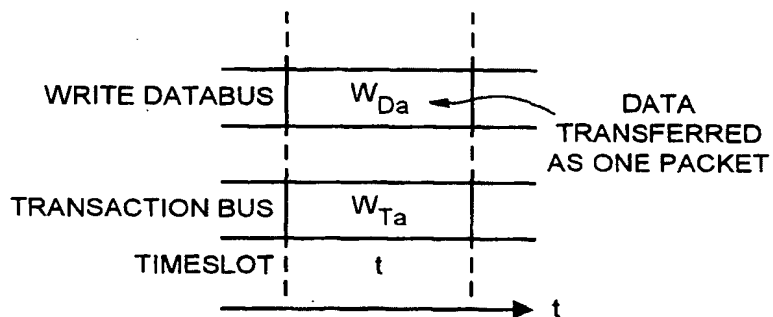 WRITE DATABUS
W_Da
DATA
TRANSFERRED
AS ONE PACKET
TRANSACTION BUS
W_Ta
TIMESLOT
t
t